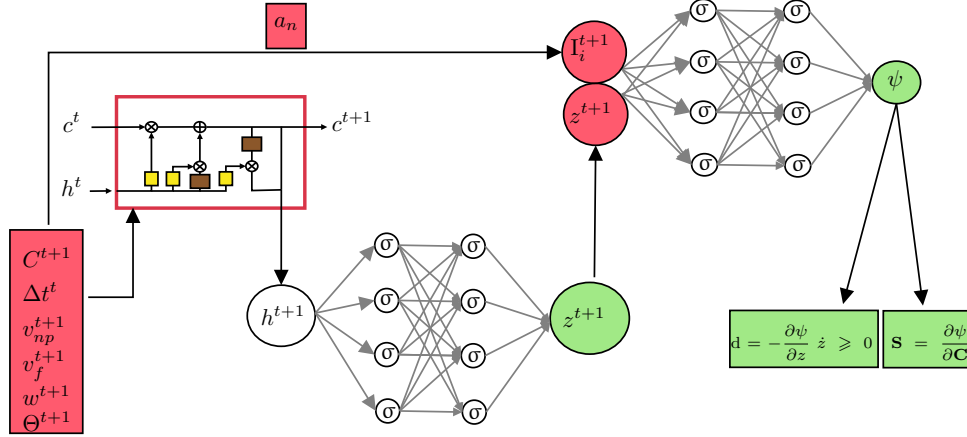 a_n
I_i^{t+1}
z^{t+1}
σ σ
σ σ
σ σ
σ σ
ψ
c^t
c^{t+1}
h^t
C^{t+1}
Δt^t
v_{np}^{t+1}
v_f^{t+1}
w^{t+1}
Θ^{t+1}
h^{t+1}
σ σ
σ σ
σ σ
σ σ
z^{t+1}
d = − ∂ψ/∂z ż ⩾ 0
S = ∂ψ/∂C